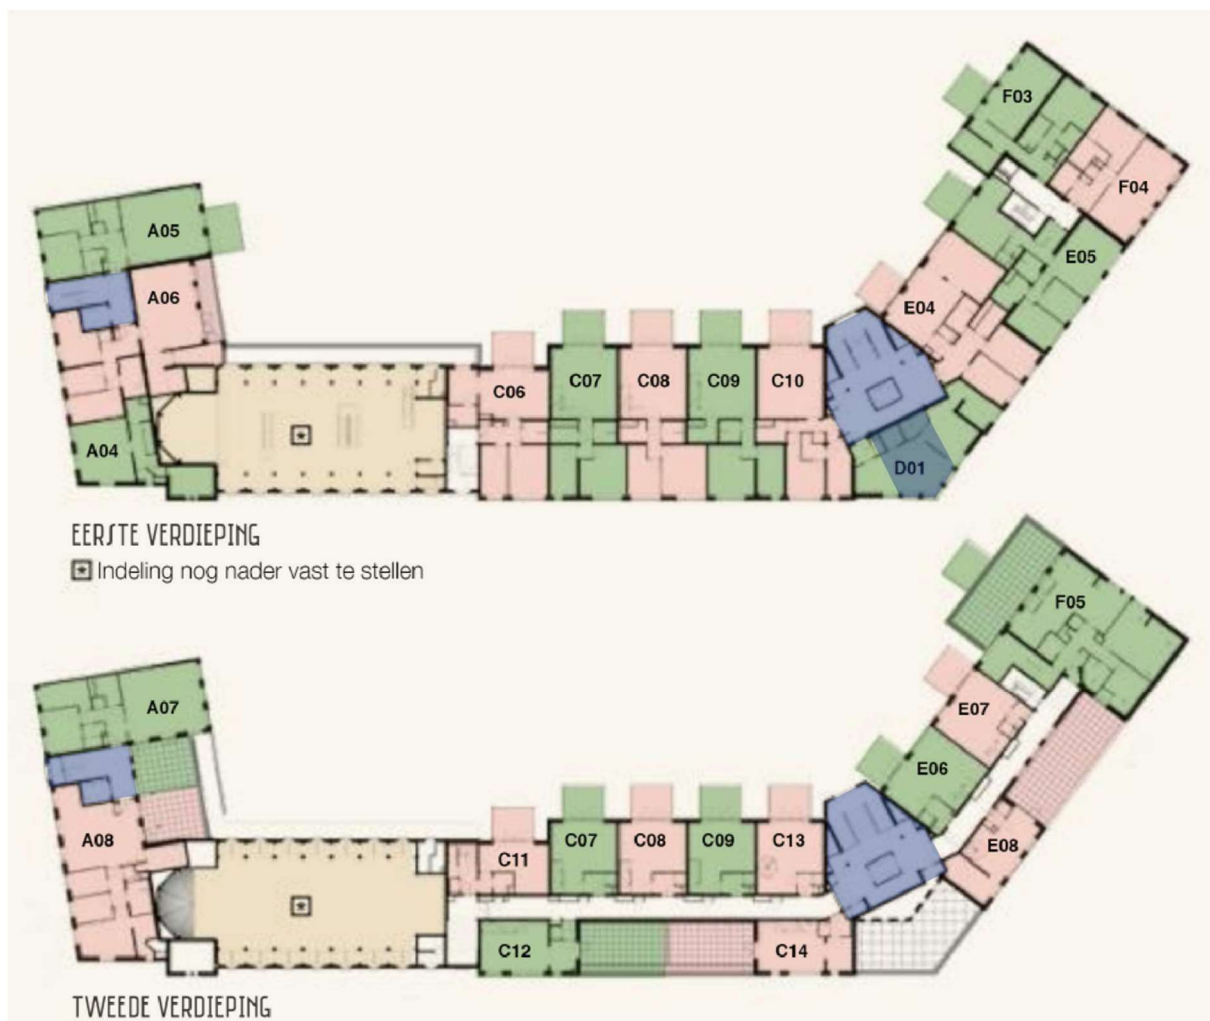 F03
F04
A05
E05
A06
E04
C06
C07
C08
C09
C10
A04
D01
EERSTE VERDIEPING
Indeling nog nader vast te stellen
F05
A07
E07
E06
A08
C11
C07
C08
C09
C13
E08
C12
C14
TWEEDE VERDIEPING